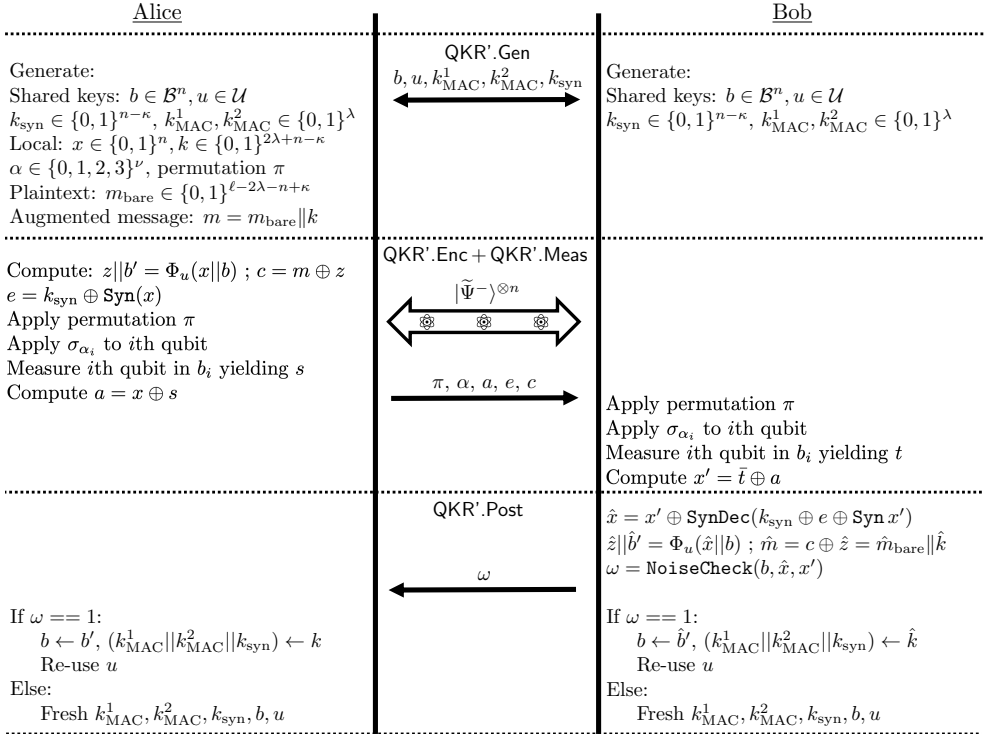 Alice
Bob
QKR'.Gen
b, u, k¹_MAC, k²_MAC, k_syn
Generate:
Shared keys: b ∈ 𝓑ⁿ, u ∈ 𝒰
k_syn ∈ {0, 1}^{n−κ}, k¹_MAC, k²_MAC ∈ {0, 1}^λ
Local: x ∈ {0, 1}ⁿ, k ∈ {0, 1}^{2λ+n−κ}
α ∈ {0, 1, 2, 3}^ν, permutation π
Plaintext: m_bare ∈ {0, 1}^{ℓ−2λ−n+κ}
Augmented message: m = m_bare‖k
Generate:
Shared keys: b ∈ 𝓑ⁿ, u ∈ 𝒰
k_syn ∈ {0, 1}^{n−κ}, k¹_MAC, k²_MAC ∈ {0, 1}^λ
QKR'.Enc + QKR'.Meas
|Ψ̃⁻⟩^{⊗n}
Compute: z||b′ = Φ_u(x||b) ; c = m ⊕ z
e = k_syn ⊕ Syn(x)
Apply permutation π
Apply σ_{α_i} to ith qubit
Measure ith qubit in b_i yielding s
Compute a = x ⊕ s
π, α, a, e, c
Apply permutation π
Apply σ_{α_i} to ith qubit
Measure ith qubit in b_i yielding t
Compute x′ = t̄ ⊕ a
QKR'.Post
x̂ = x′ ⊕ SynDec(k_syn ⊕ e ⊕ Syn x′)
ẑ||b̂′ = Φ_u(x̂||b) ; m̂ = c ⊕ ẑ = m̂_bare‖k̂
ω = NoiseCheck(b, x̂, x′)
ω
If ω == 1:
b ← b′, (k¹_MAC||k²_MAC||k_syn) ← k
Re-use u
Else:
Fresh k¹_MAC, k²_MAC, k_syn, b, u
If ω == 1:
b ← b̂′, (k¹_MAC||k²_MAC||k_syn) ← k̂
Re-use u
Else:
Fresh k¹_MAC, k²_MAC, k_syn, b, u